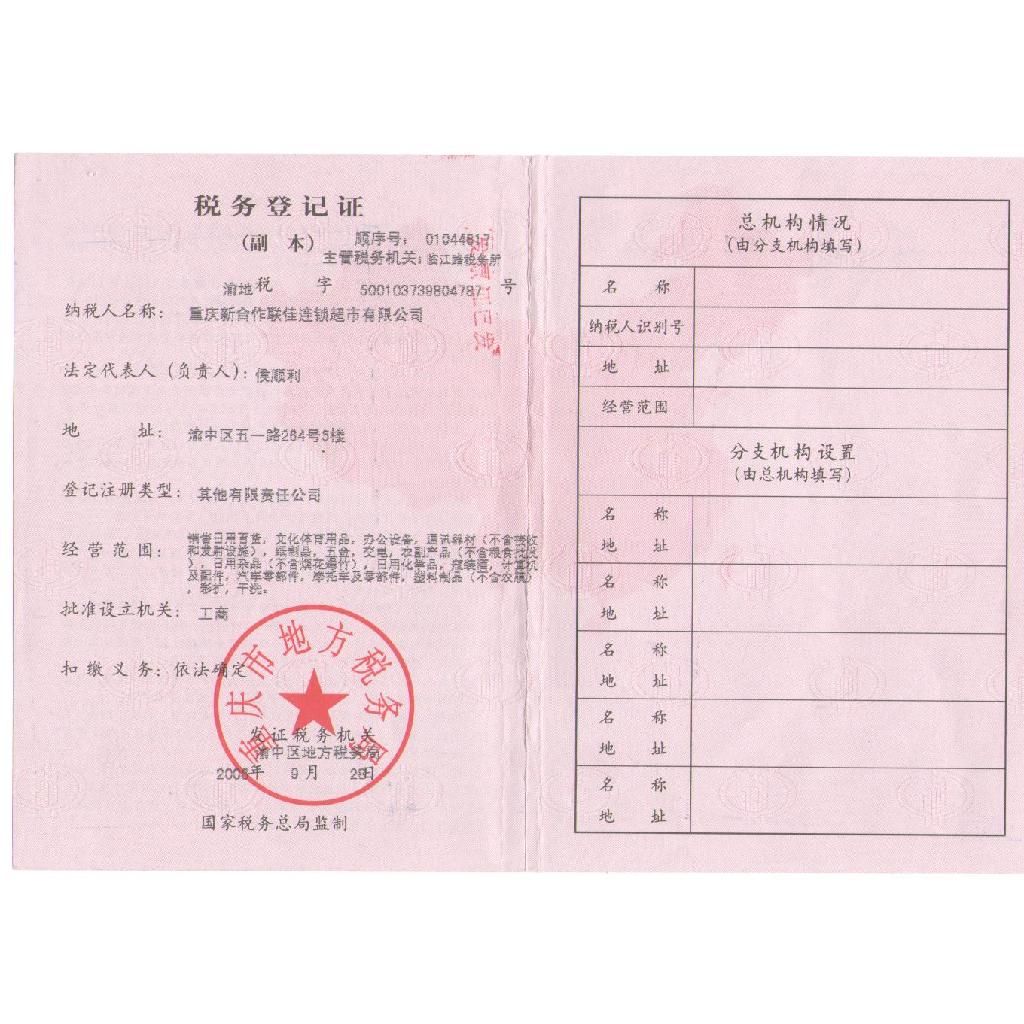 税务登记证
（副 本） 顺序号： 01044617
主管税务机关：临江路税务所
渝地税 字 500103739804787 号
纳税人名称： 重庆新合作联佳连锁超市有限公司
法定代表人（负责人）：侯顺利
地 址： 渝中区五一路264号5楼
登记注册类型： 其他有限责任公司
经营范围： 销售日用百货，文化体育用品，办公设备，通讯器材（不含接收
和发射设施），纸制品，五金，交电，农副产品（不含粮食批发
），日用杂品（不含烟花爆竹），日用化学品，
及配件，汽车零部件，摩托车及零部件，塑料制品（不含农膜）
，彩扩，干洗。
批准设立机关： 工商
扣缴义务：依法确定
重庆市地方税务局
发证税务机关
渝中区地方税务局
2006年 9月 28日
国家税务总局监制
总机构情况
（由分支机构填写）
名 称
纳税人识别号
地 址
经营范围
分支机构设置
（由总机构填写）
名 称
地 址
名 称
地 址
名 称
地 址
名 称
地 址
名 称
地 址